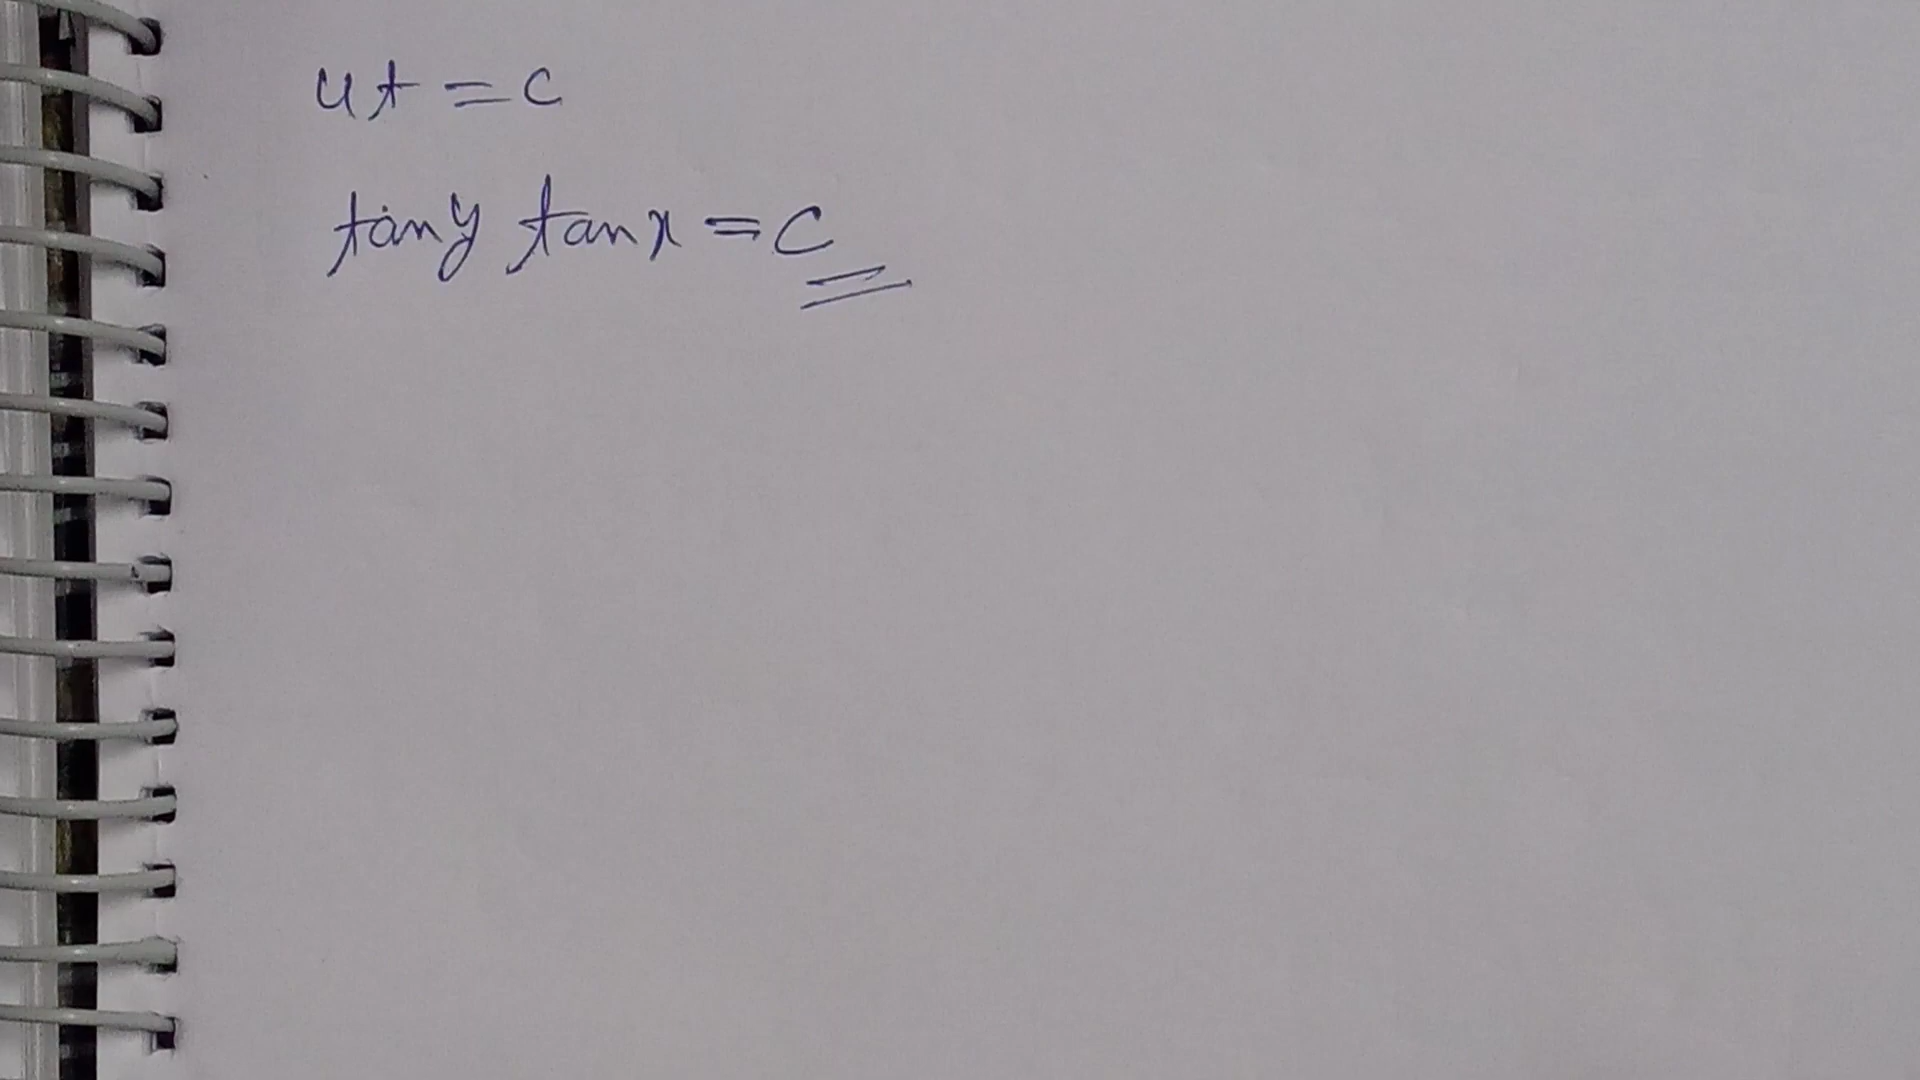 ut = c
tany tanx = c